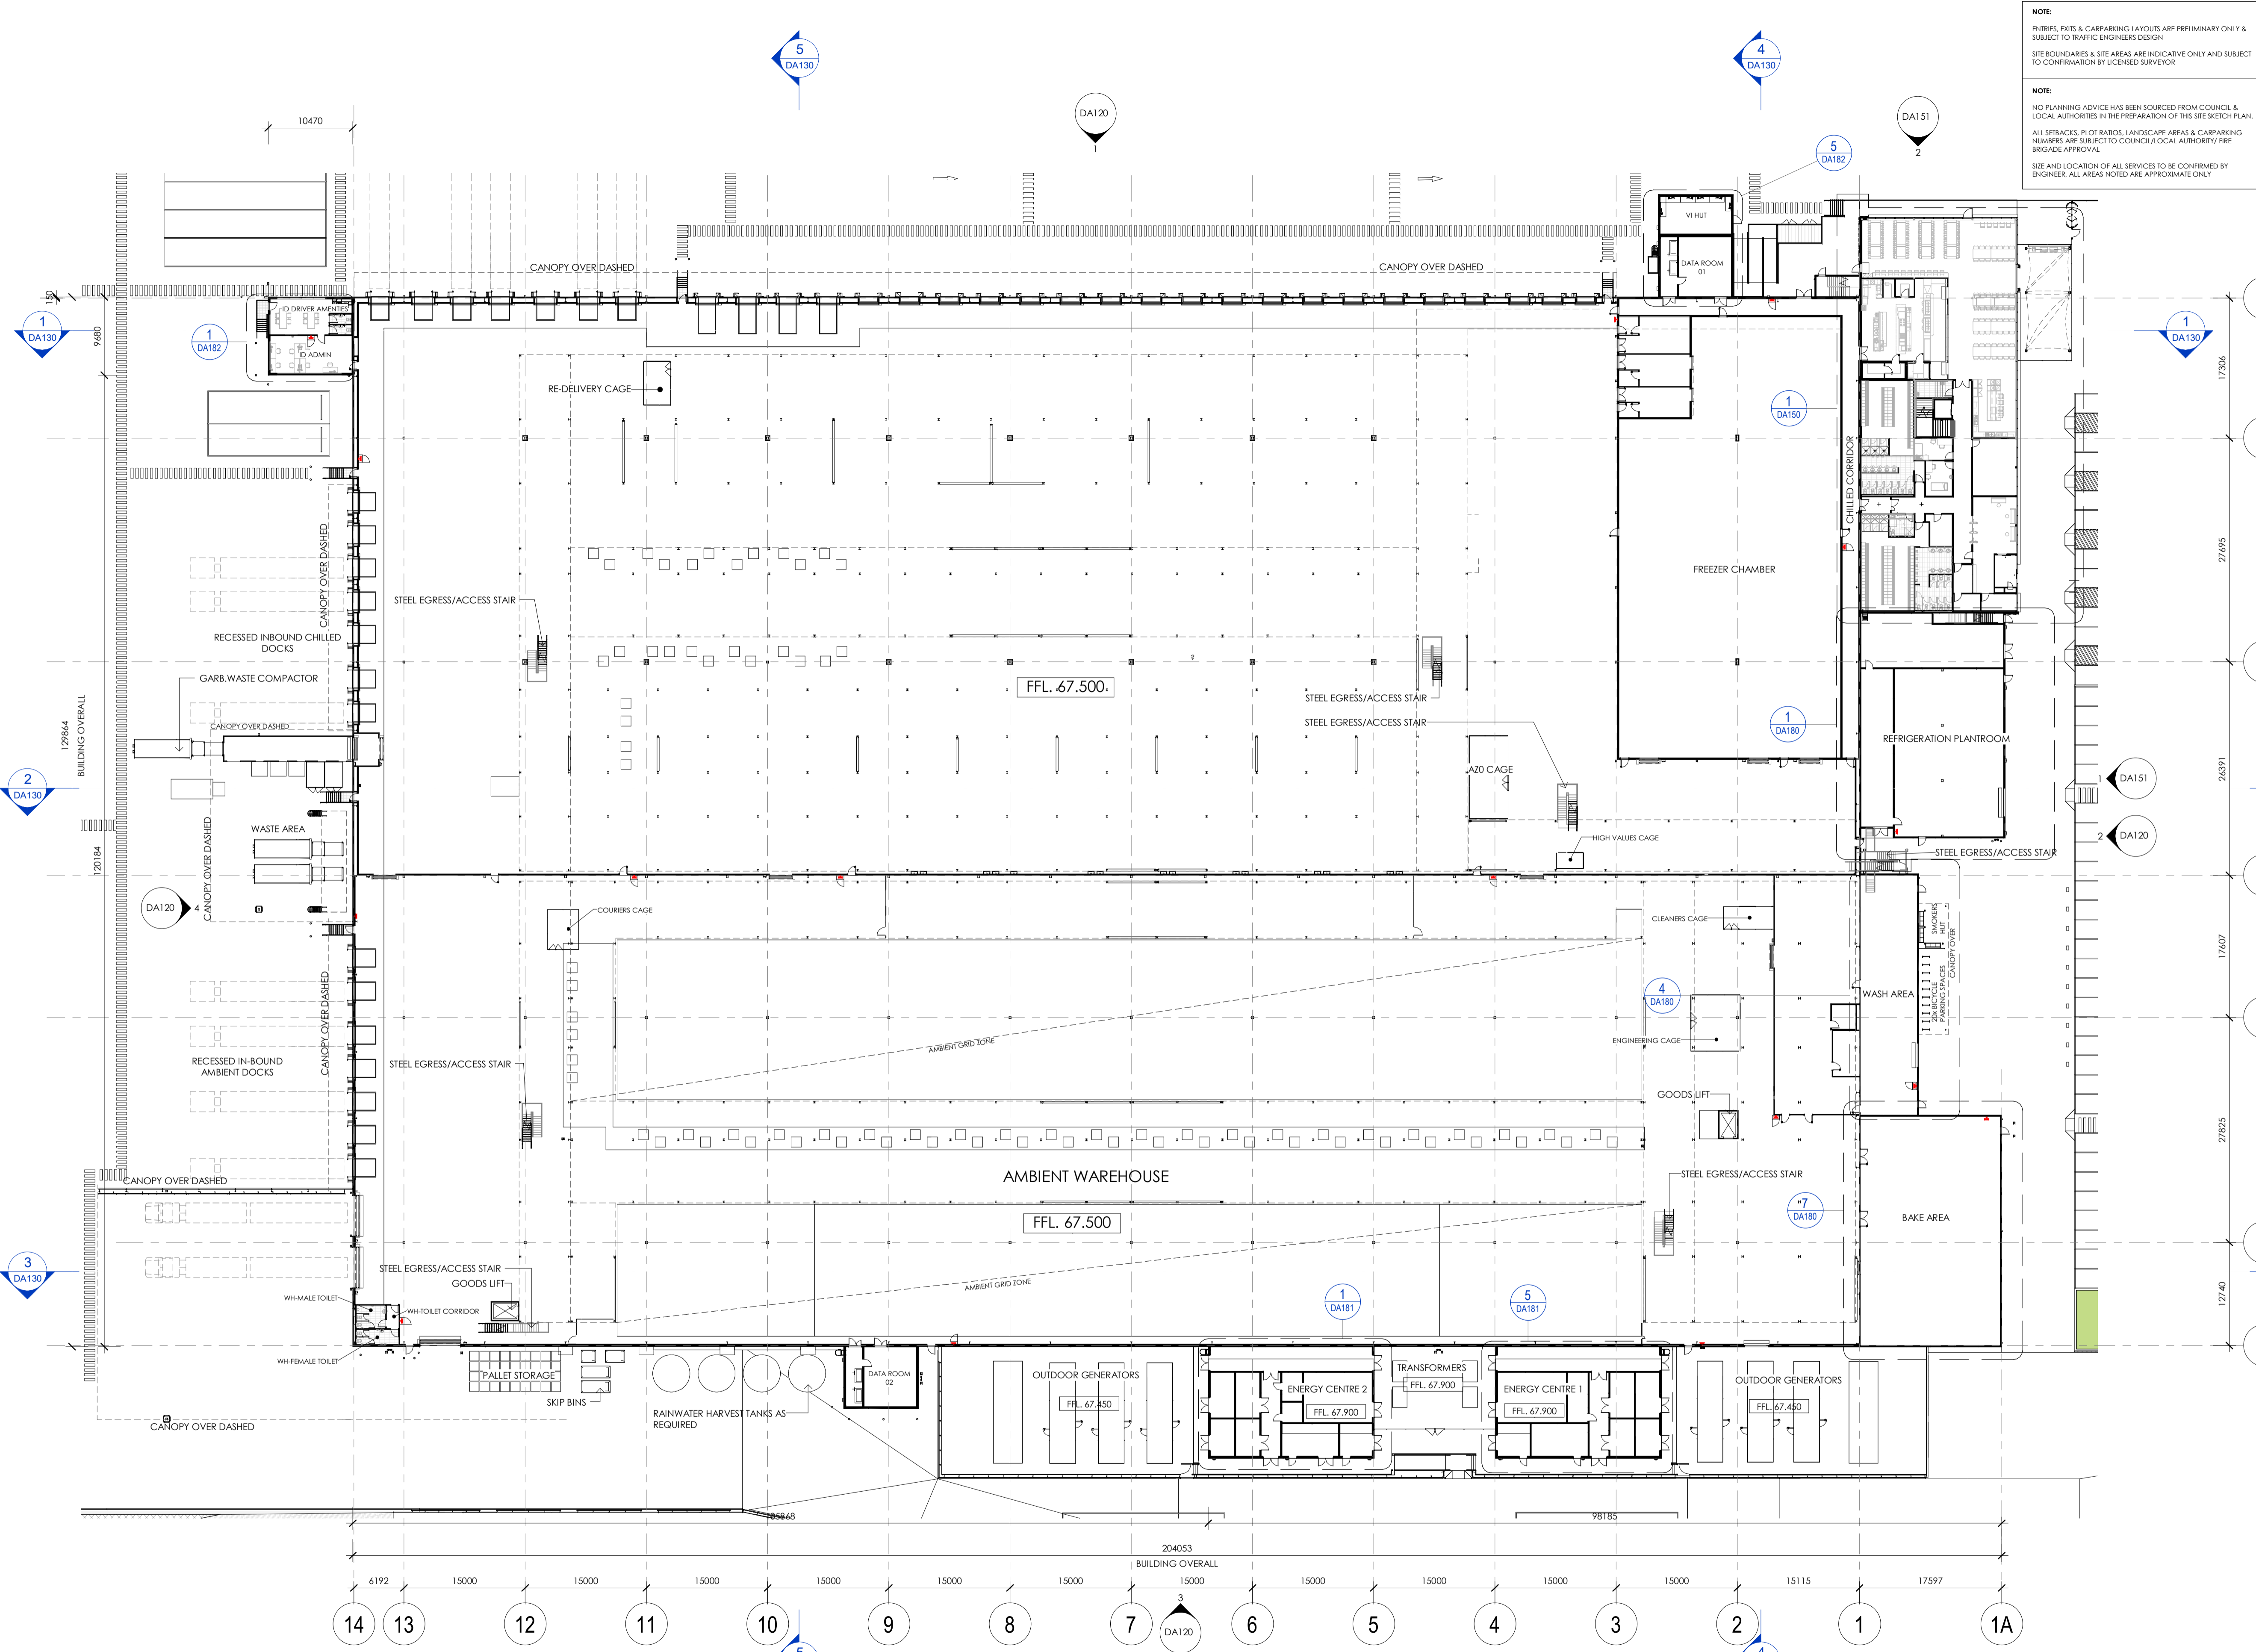 NOTE:
ENTRIES, EXITS & CARPARKING LAYOUTS ARE PRELIMINARY ONLY &
SUBJECT TO TRAFFIC ENGINEERS DESIGN
SITE BOUNDARIES & SITE AREAS ARE INDICATIVE ONLY AND SUBJECT
TO CONFIRMATION BY LICENSED SURVEYOR
NOTE:
NO PLANNING ADVICE HAS BEEN SOURCED FROM COUNCIL &
LOCAL AUTHORITIES IN THE PREPARATION OF THIS SITE SKETCH PLAN.
ALL SETBACKS, PLOT RATIOS, LANDSCAPE AREAS & CARPARKING
NUMBERS ARE SUBJECT TO COUNCIL/LOCAL AUTHORITY/ FIRE
BRIGADE APPROVAL
SIZE AND LOCATION OF ALL SERVICES TO BE CONFIRMED BY
ENGINEER. ALL AREAS NOTED ARE APPROXIMATE ONLY
5
DA130
4
DA130
DA120
1
DA151
2
10470
5
DA182
VI HUT
DATA ROOM
01
CANOPY OVER DASHED
CANOPY OVER DASHED
150
9680
1
DA130
1
DA182
ID DRIVER AMENTIES
ID ADMIN
1
DA130
17306
RE-DELIVERY CAGE
1
DA150
CHILLED CORRIDOR
CANOPY OVER DASHED
27695
FREEZER CHAMBER
STEEL EGRESS/ACCESS STAIR
RECESSED INBOUND CHILLED
DOCKS
GARB.WASTE COMPACTOR
FFL. 67.500
STEEL EGRESS/ACCESS STAIR
STEEL EGRESS/ACCESS STAIR
1
DA180
REFRIGERATION PLANTROOM
129864
BUILDING OVERALL
CANOPY OVER DASHED
AZ0 CAGE
26391
2
DA130
1
DA151
2
DA120
WASTE AREA
CANOPY OVER DASHED
120184
HIGH VALUES CAGE
STEEL EGRESS/ACCESS STAIR
DA120
4
COURIERS CAGE
CLEANERS CAGE
SMOKERS
HUT
CANOPY OVER
17607
4
DA180
WASH AREA
20x BICYCLE
PARKING SPACES
CANOPY OVER DASHED
AMBIENT GRID ZONE
ENGINEERING CAGE
RECESSED IN-BOUND
AMBIENT DOCKS
STEEL EGRESS/ACCESS STAIR
GOODS LIFT
27825
CANOPY OVER DASHED
AMBIENT WAREHOUSE
STEEL EGRESS/ACCESS STAIR
FFL. 67.500
7
DA180
BAKE AREA
3
DA130
STEEL EGRESS/ACCESS STAIR
GOODS LIFT
AMBIENT GRID ZONE
12740
WH-MALE TOILET
WH-TOILET CORRIDOR
1
DA181
5
DA181
WH-FEMALE TOILET
PALLET STORAGE
SKIP BINS
RAINWATER HARVEST TANKS AS
REQUIRED
DATA ROOM
02
OUTDOOR GENERATORS
FFL. 67.450
ENERGY CENTRE 2
FFL. 67.900
TRANSFORMERS
FFL. 67.900
ENERGY CENTRE 1
FFL. 67.900
OUTDOOR GENERATORS
FFL. 67.450
CANOPY OVER DASHED
105868
98185
204053
BUILDING OVERALL
6192
15000
15000
15000
15000
15000
15000
15000
15000
15000
15000
15000
15115
17597
14
13
12
11
10
9
8
7
3
DA120
6
5
4
3
2
1
1A
5
4